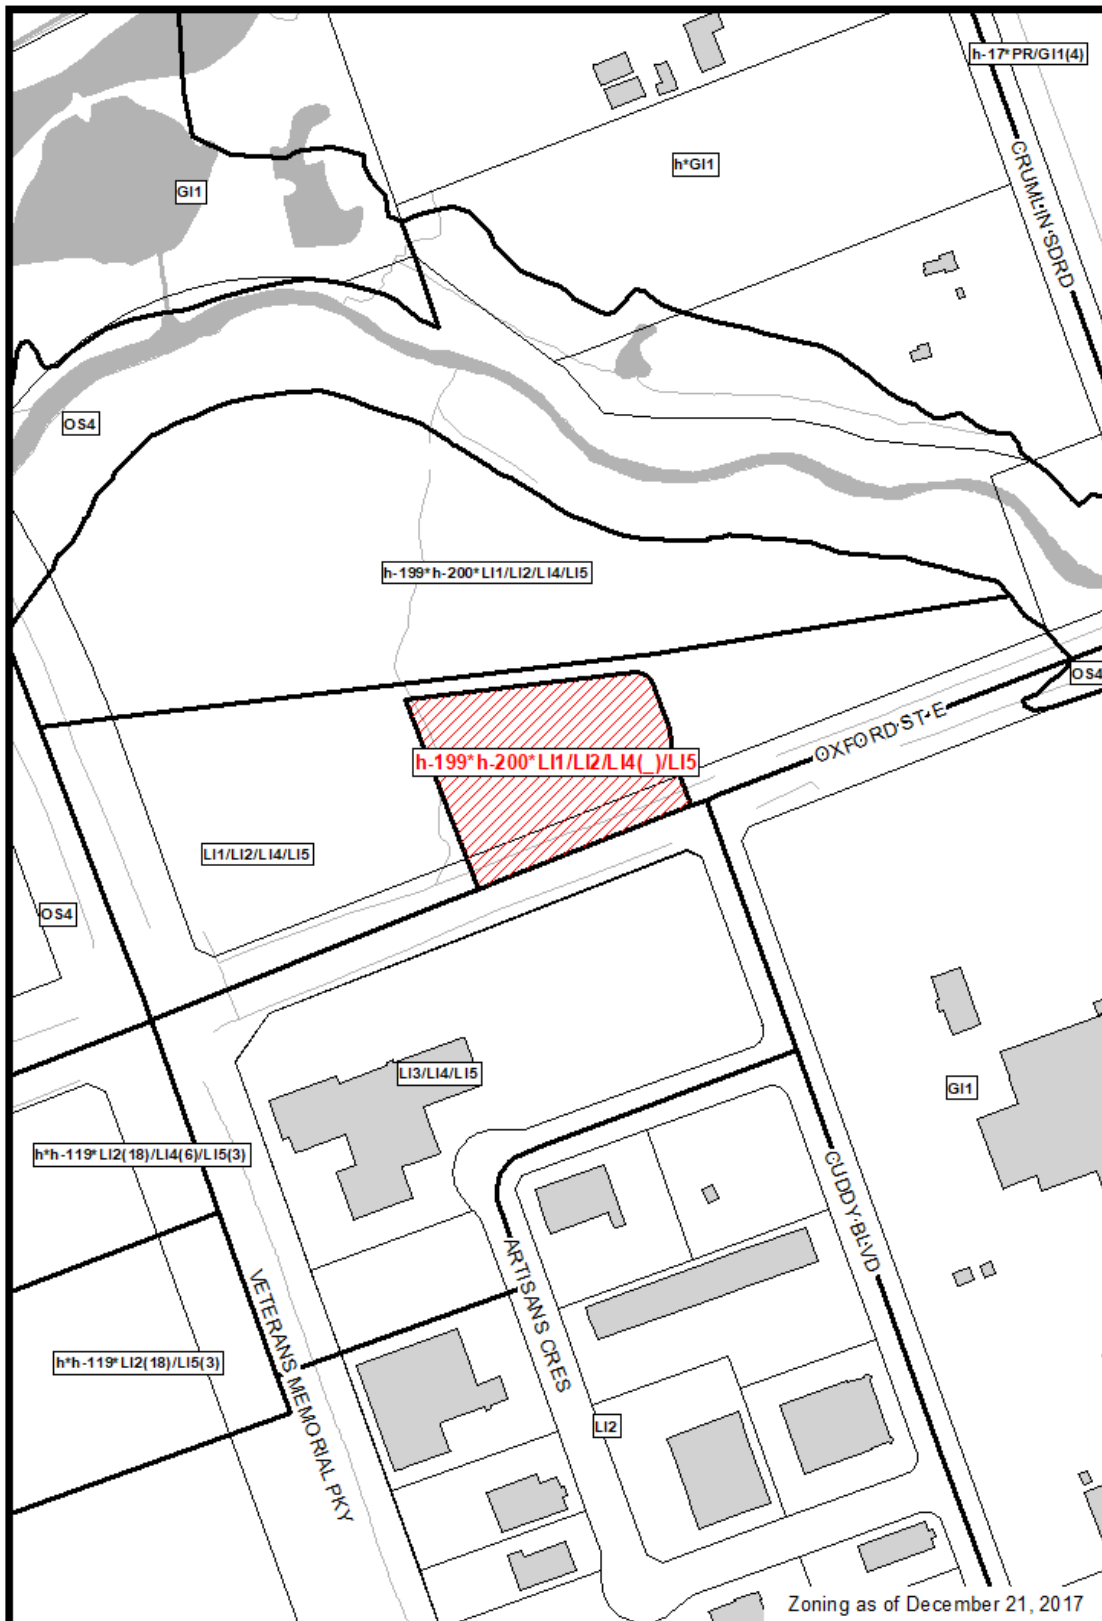 h-17*PR/GI1(4)
CRUMLIN SDRD
h*GI1
GI1
OS4
h-199*h-200*LI1/LI2/LI4/LI5
OS4
OXFORD ST E
h-199*h-200*LI1/LI2/LI4(_)/LI5
LI1/LI2/LI4/LI5
OS4
LI3/LI4/LI5
GI1
h*h-119*LI2(18)/LI4(6)/LI5(3)
CUDDY BLVD
ARTISANS CRES
VETERANS MEMORIAL PKY
h*h-119*LI2(18)/LI5(3)
LI2
Zoning as of December 21, 2017